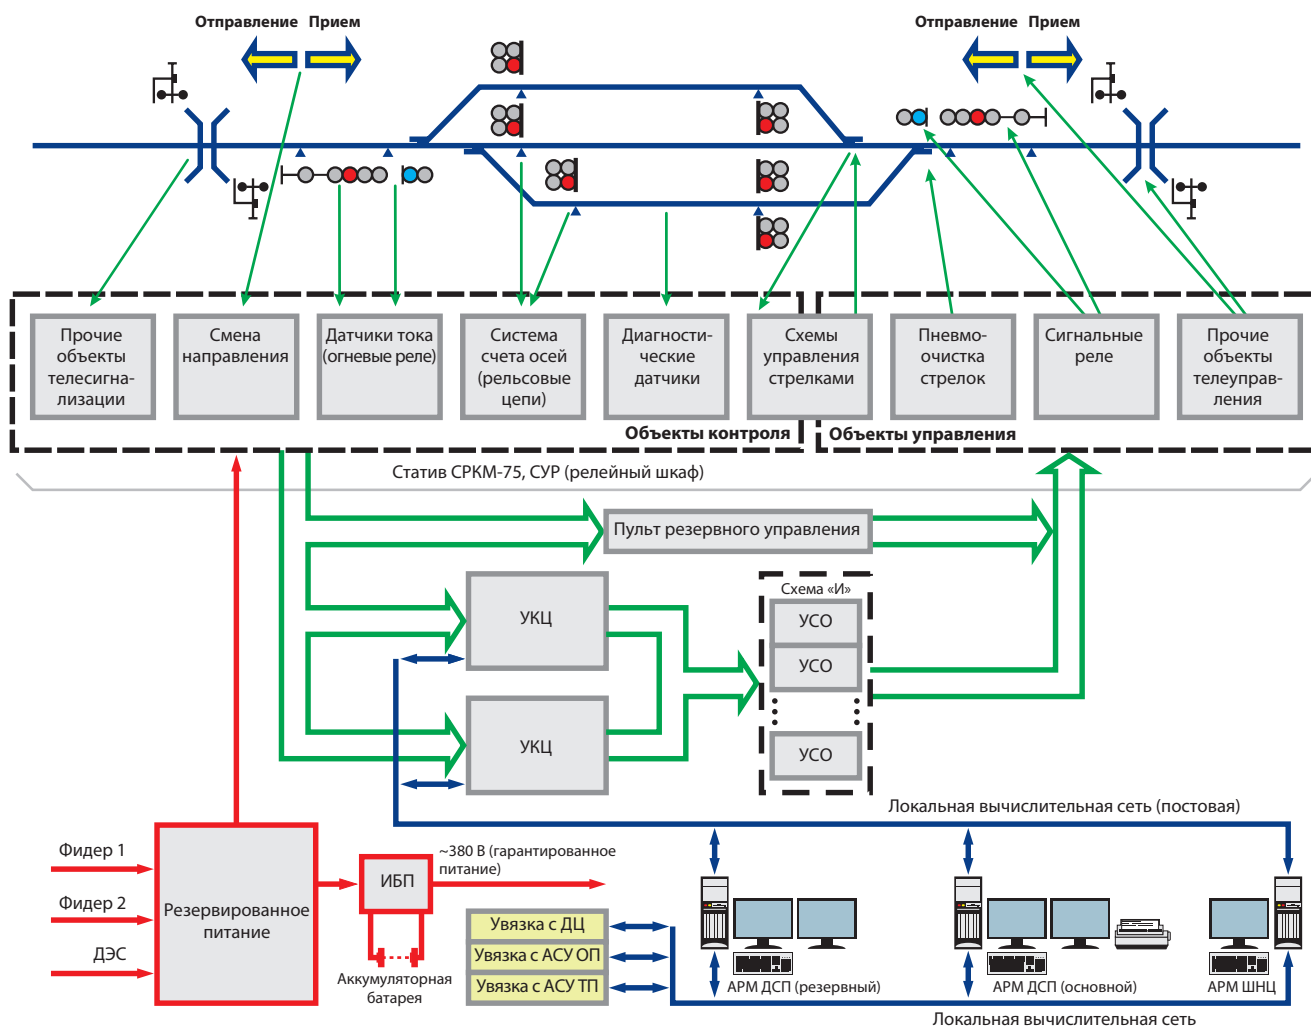 Отправление Прием
Отправление Прием
Прочие
объекты
телесигна-
лизации
Смена
направления
Датчики тока
(огневые реле)
Система
счета осей
(рельсовые
цепи)
Диагности-
ческие
датчики
Схемы
управления
стрелками
Пневмо-
очистка
стрелок
Сигнальные
реле
Прочие
объекты
телеуправ-
ления
Объекты контроля
Объекты управления
Статив СРКМ-75, СУР (релейный шкаф)
Пульт резервного управления
УКЦ
УКЦ
Схема «И»
УСО
УСО
УСО
Локальная вычислительная сеть (постовая)
Фидер 1
Фидер 2
ДЭС
Резервированное
питание
ИБП
~380 В (гарантированное
питание)
Аккумуляторная
батарея
Увязка с ДЦ
Увязка с АСУ ОП
Увязка с АСУ ТП
АРМ ДСП (резервный)
АРМ ДСП (основной)
АРМ ШНЦ
Локальная вычислительная сеть